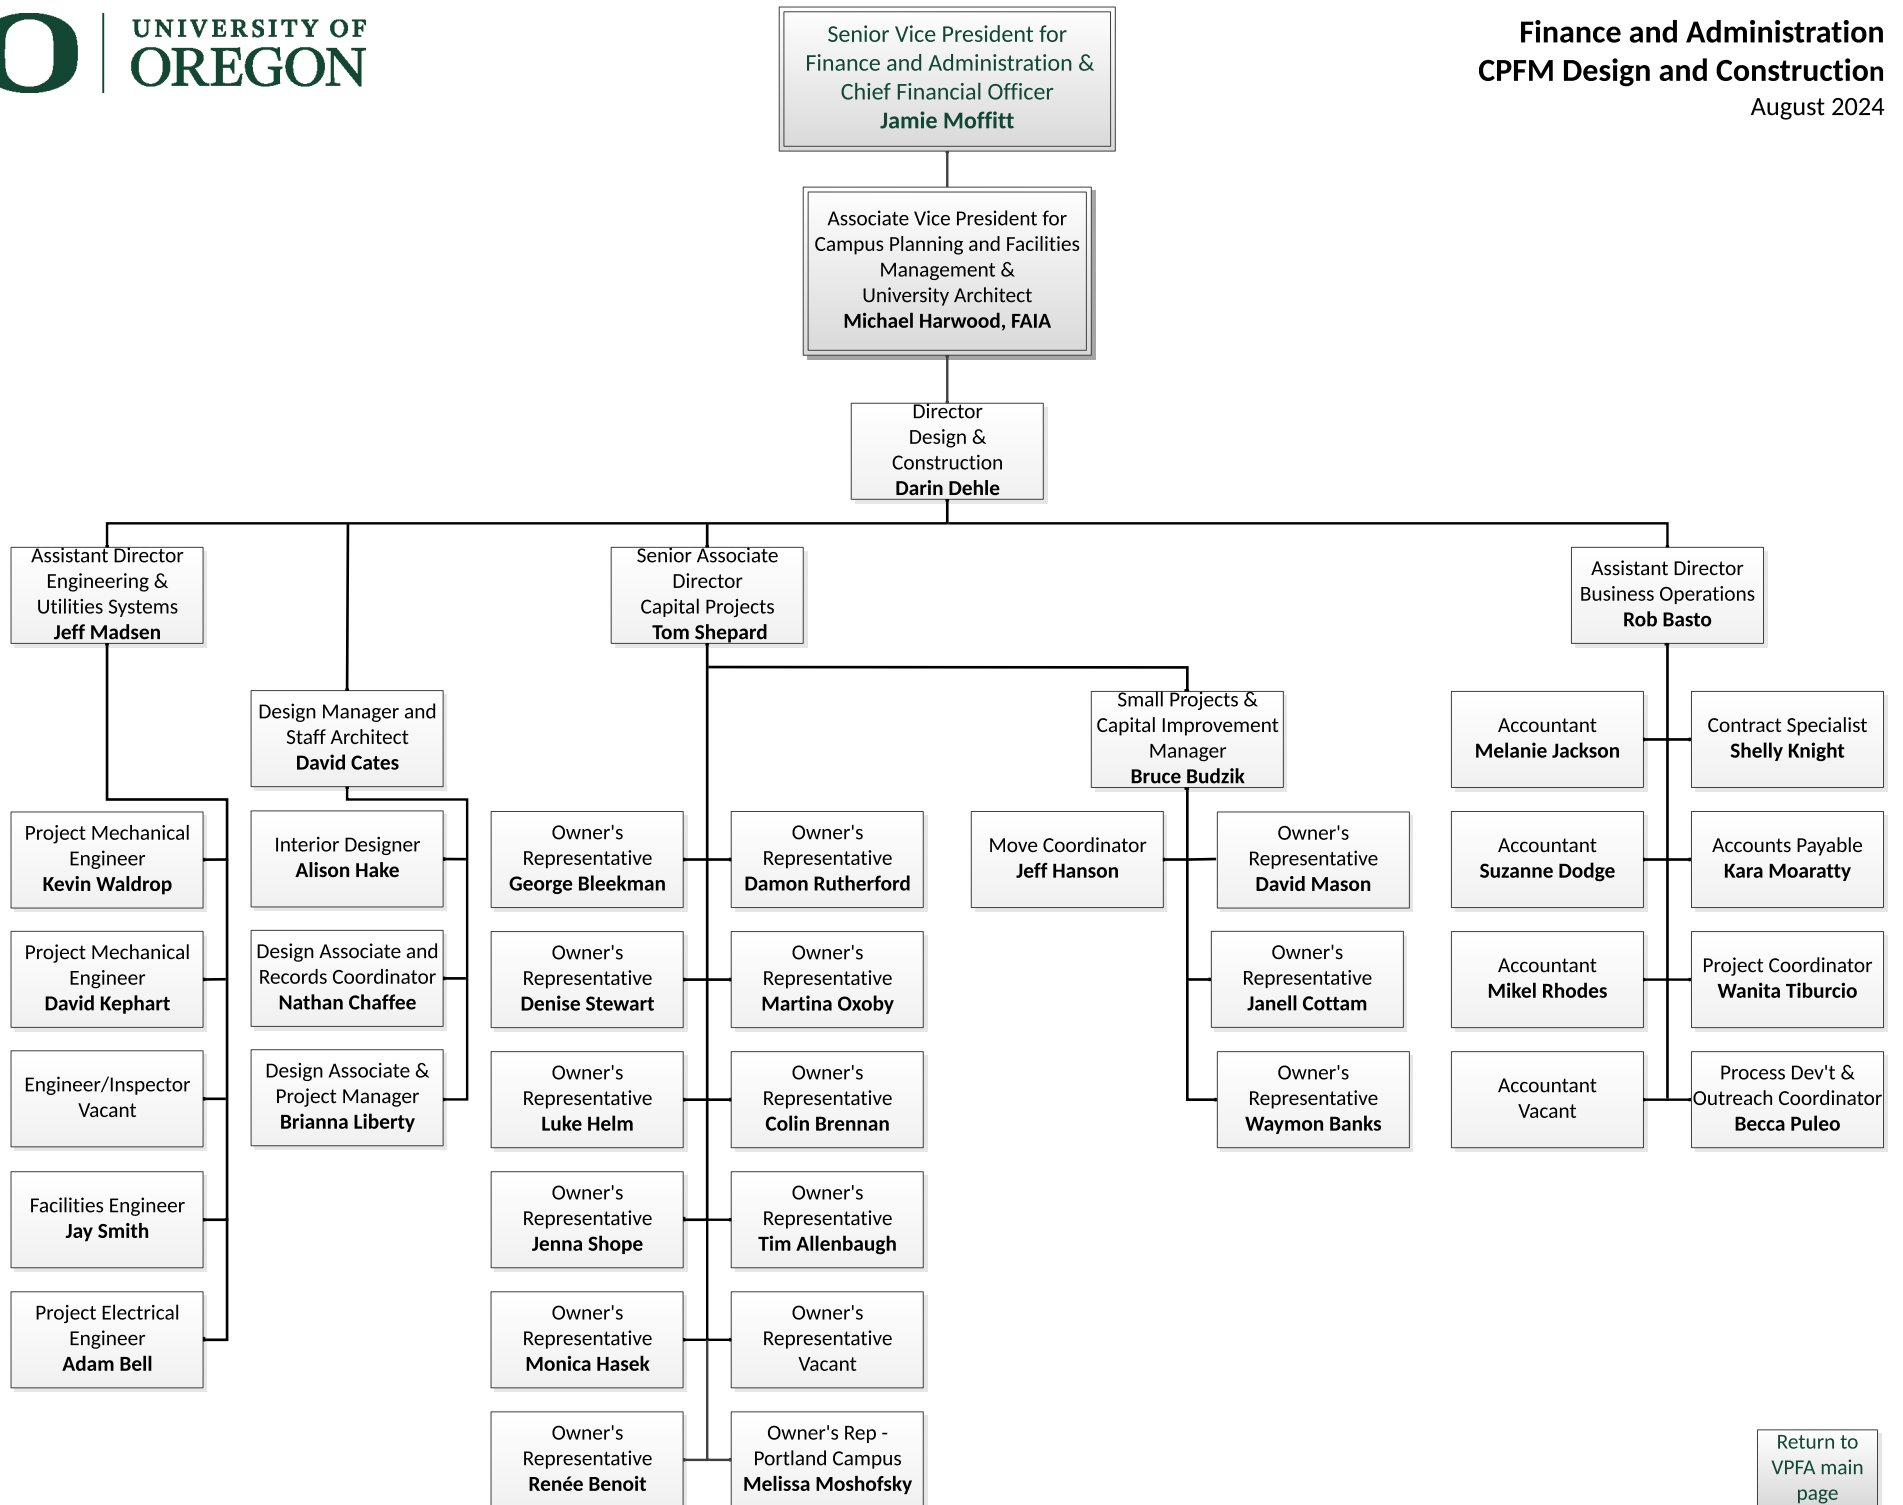 UNIVERSITY OF
OREGON
Senior Vice President for
Finance and Administration &
Chief Financial Officer
Jamie Moffitt
Finance and Administration
CPFM Design and Construction
August 2024
Associate Vice President for
Campus Planning and Facilities
Management &
University Architect
Michael Harwood, FAIA
Director
Design &
Construction
Darin Dehle
Assistant Director
Engineering &
Utilities Systems
Jeff Madsen
Senior Associate
Director
Capital Projects
Tom Shepard
Assistant Director
Business Operations
Rob Basto
Design Manager and
Staff Architect
David Cates
Small Projects &
Capital Improvement
Manager
Bruce Budzik
Accountant
Melanie Jackson
Contract Specialist
Shelly Knight
Project Mechanical
Engineer
Kevin Waldrop
Interior Designer
Alison Hake
Owner's
Representative
George Bleekman
Owner's
Representative
Damon Rutherford
Move Coordinator
Jeff Hanson
Owner's
Representative
David Mason
Accountant
Suzanne Dodge
Accounts Payable
Kara Moaratty
Project Mechanical
Engineer
David Kephart
Design Associate and
Records Coordinator
Nathan Chaffee
Owner's
Representative
Denise Stewart
Owner's
Representative
Martina Oxoby
Owner's
Representative
Janell Cottam
Accountant
Mikel Rhodes
Project Coordinator
Wanita Tiburcio
Engineer/Inspector
Vacant
Design Associate &
Project Manager
Brianna Liberty
Owner's
Representative
Luke Helm
Owner's
Representative
Colin Brennan
Owner's
Representative
Waymon Banks
Accountant
Vacant
Process Dev't &
Outreach Coordinator
Becca Puleo
Facilities Engineer
Jay Smith
Owner's
Representative
Jenna Shope
Owner's
Representative
Tim Allenbaugh
Project Electrical
Engineer
Adam Bell
Owner's
Representative
Monica Hasek
Owner's
Representative
Vacant
Owner's
Representative
Renée Benoit
Owner's Rep -
Portland Campus
Melissa Moshofsky
Return to
VPFA main
page